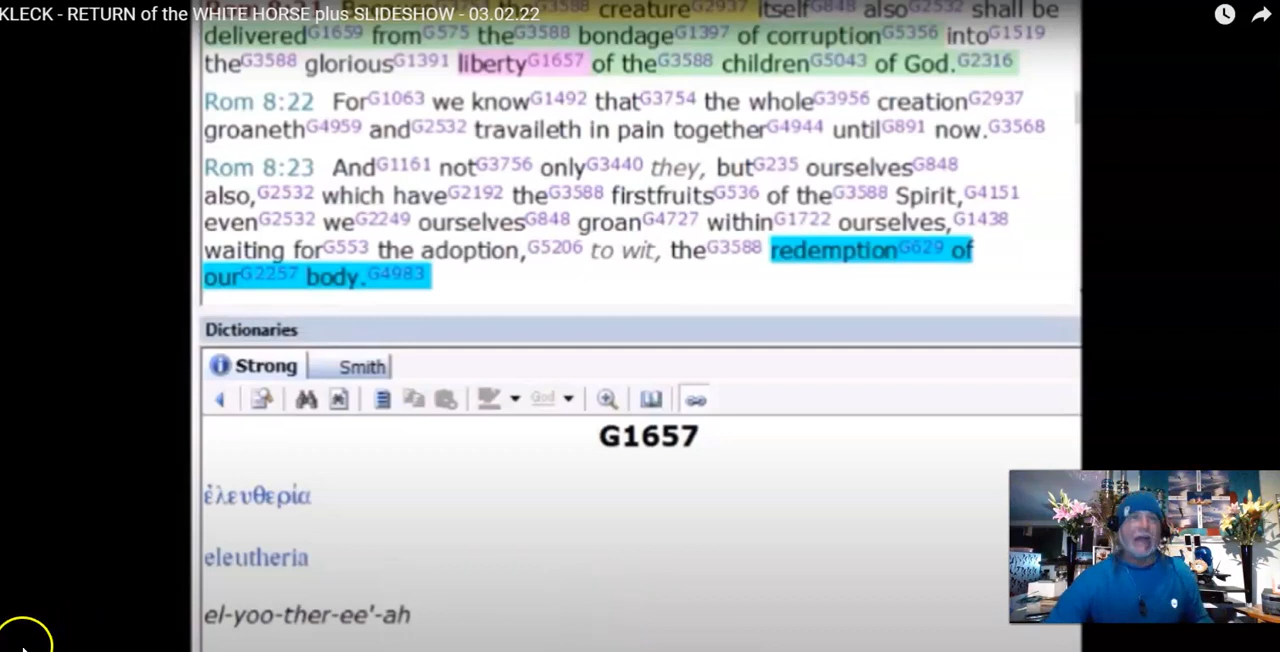 KLECK - RETURN of the WHITE HORSE plus SLIDESHOW - 03.02.22
G3588 creatureG2937 itselfG848 alsoG2532 shall be
deliveredG1659 fromG575 theG3588 bondageG1397 of corruptionG5356 intoG1519
theG3588 gloriousG1391 libertyG1657 of theG3588 childrenG5043 of God.G2316
Rom 8:22 ForG1063 we knowG1492 thatG3754 the wholeG3956 creationG2937
groanethG4959 andG2532 travaileth in pain togetherG4944 untilG891 now.G3568
Rom 8:23 AndG1161 notG3756 onlyG3440 they, butG235 ourselvesG848
also,G2532 which haveG2192 theG3588 firstfruitsG536 of theG3588 Spirit,G4151
evenG2532 weG2249 ourselvesG848 groanG4727 withinG1722 ourselves,G1438
waiting forG553 the adoption,G5206 to wit, theG3588 redemptionG629 of
ourG2257 body.G4983
Dictionaries
Strong Smith
God
G1657
ἐλευθερία
eleutheria
el-yoo-ther-ee'-ah